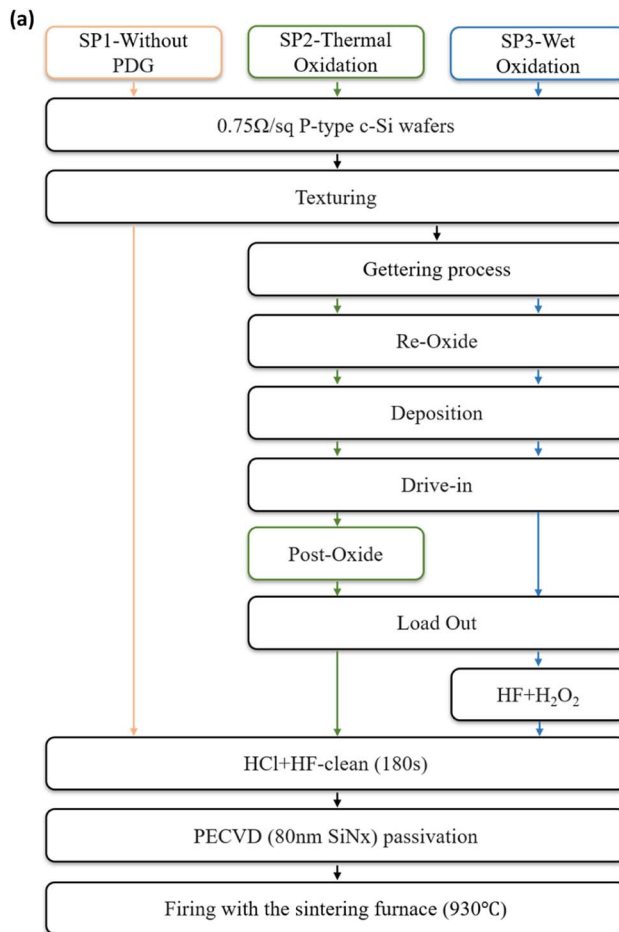 (a)
SP1-Without
PDG
SP2-Thermal
Oxidation
SP3-Wet
Oxidation
0.75Ω/sq P-type c-Si wafers
Texturing
Gettering process
Re-Oxide
Deposition
Drive-in
Post-Oxide
Load Out
HF+H₂O₂
HCl+HF-clean (180s)
PECVD (80nm SiNx) passivation
Firing with the sintering furnace (930℃)